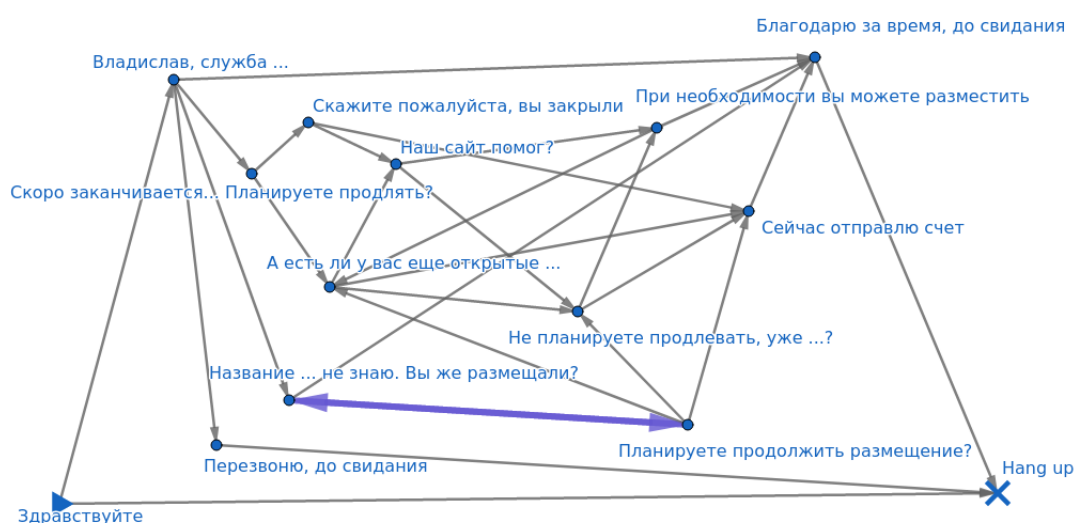 Благодарю за время, до свидания
Владислав, служба ...
При необходимости вы можете разместить
Скажите пожалуйста, вы закрыли
Наш сайт помог?
Скоро заканчивается... Планируете продлять?
Сейчас отправлю счет
А есть ли у вас еще открытые ...
Не планируете продлевать, уже ...?
Название ... не знаю. Вы же размещали?
Планируете продолжить размещение?
Перезвоню, до свидания
Hang up
Здравствуйте